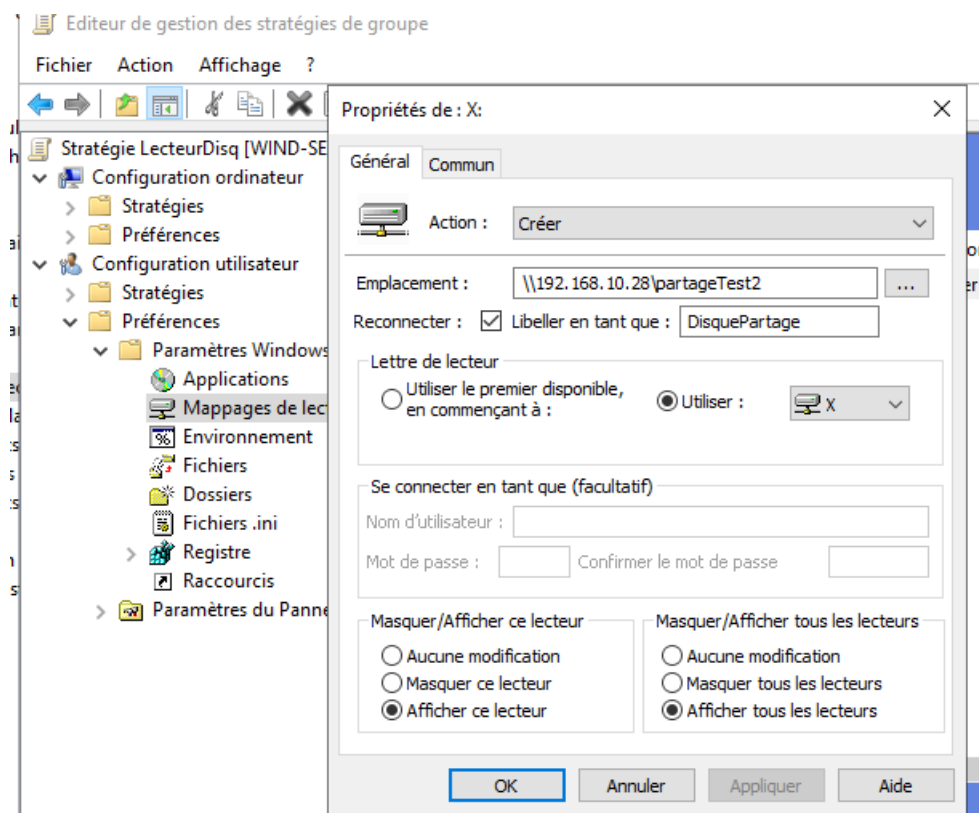 Editeur de gestion des stratégies de groupe
Fichier Action Affichage ?
Stratégie LecteurDisq [WIND-SE
Configuration ordinateur
Stratégies
Préférences
Configuration utilisateur
Stratégies
Préférences
Paramètres Windows
Applications
Mappages de lec
Environnement
Fichiers
Dossiers
Fichiers .ini
Registre
Raccourcis
Paramètres du Panne
Propriétés de : X:
Général Commun
Action : Créer
Emplacement : \\192.168.10.28\partageTest2 ...
Reconnecter : Libeller en tant que : DisquePartage
Lettre de lecteur
Utiliser le premier disponible,
en commençant à :
Utiliser : X
Se connecter en tant que (facultatif)
Nom d'utilisateur :
Mot de passe : Confirmer le mot de passe
Masquer/Afficher ce lecteur
Aucune modification
Masquer ce lecteur
Afficher ce lecteur
Masquer/Afficher tous les lecteurs
Aucune modification
Masquer tous les lecteurs
Afficher tous les lecteurs
OK Annuler Appliquer Aide